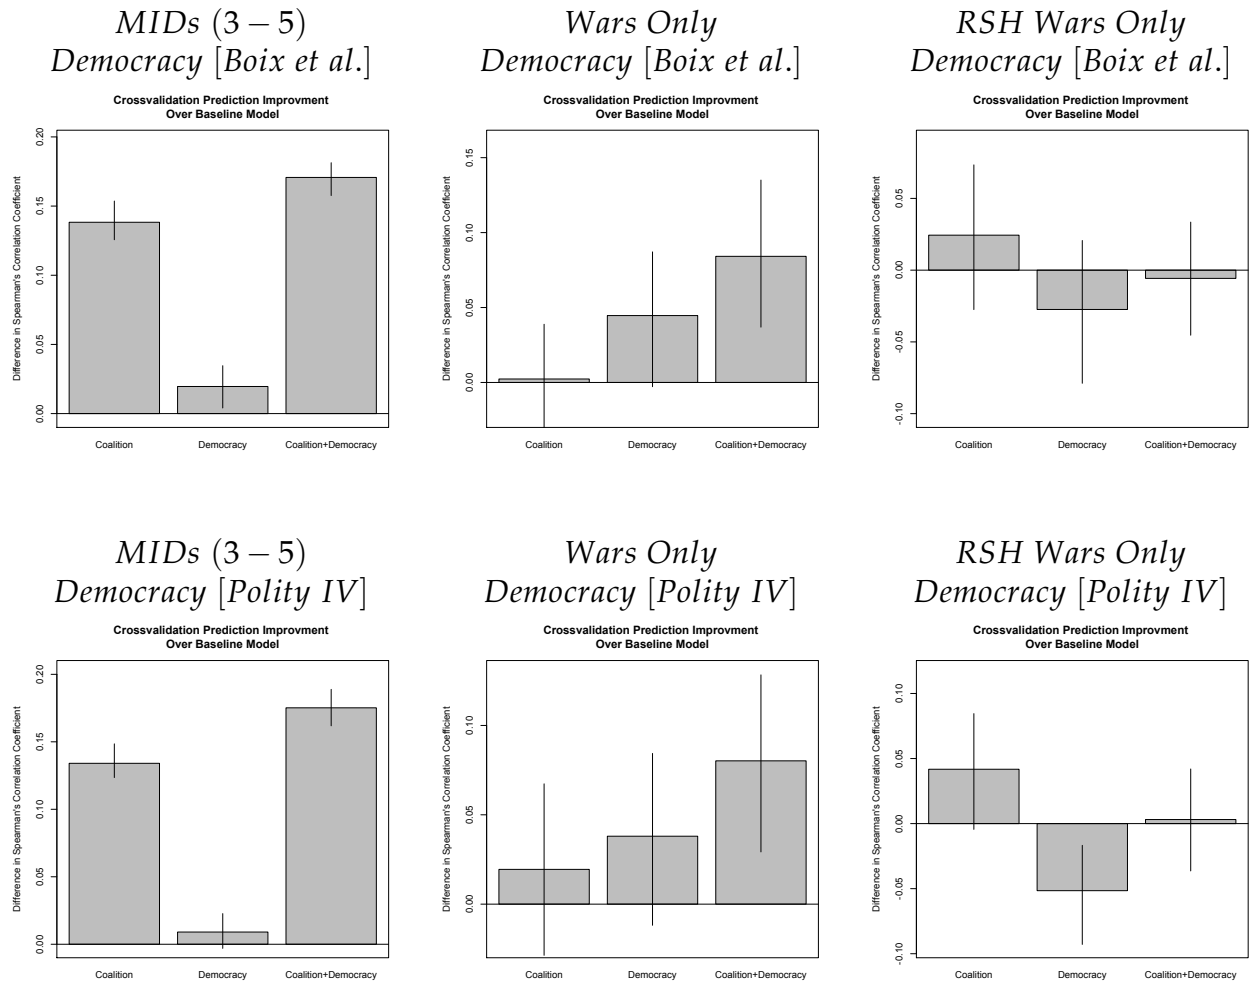 MIDs (3 − 5)
Democracy [Boix et al.]
Crossvalidation Prediction Improvment
Over Baseline Model
Difference in Spearman's Correlation Coefficient
0.20
0.15
0.10
0.05
0.00
Coalition Democracy Coalition+Democracy
Wars Only
Democracy [Boix et al.]
Crossvalidation Prediction Improvment
Over Baseline Model
Difference in Spearman's Correlation Coefficient
0.15
0.10
0.05
0.00
Coalition Democracy Coalition+Democracy
RSH Wars Only
Democracy [Boix et al.]
Crossvalidation Prediction Improvment
Over Baseline Model
Difference in Spearman's Correlation Coefficient
0.05
0.00
-0.05
-0.10
Coalition Democracy Coalition+Democracy
MIDs (3 − 5)
Democracy [Polity IV]
Crossvalidation Prediction Improvment
Over Baseline Model
Difference in Spearman's Correlation Coefficient
0.20
0.15
0.10
0.05
0.00
Coalition Democracy Coalition+Democracy
Wars Only
Democracy [Polity IV]
Crossvalidation Prediction Improvment
Over Baseline Model
Difference in Spearman's Correlation Coefficient
0.10
0.05
0.00
Coalition Democracy Coalition+Democracy
RSH Wars Only
Democracy [Polity IV]
Crossvalidation Prediction Improvment
Over Baseline Model
Difference in Spearman's Correlation Coefficient
0.10
0.05
0.00
-0.05
-0.10
Coalition Democracy Coalition+Democracy